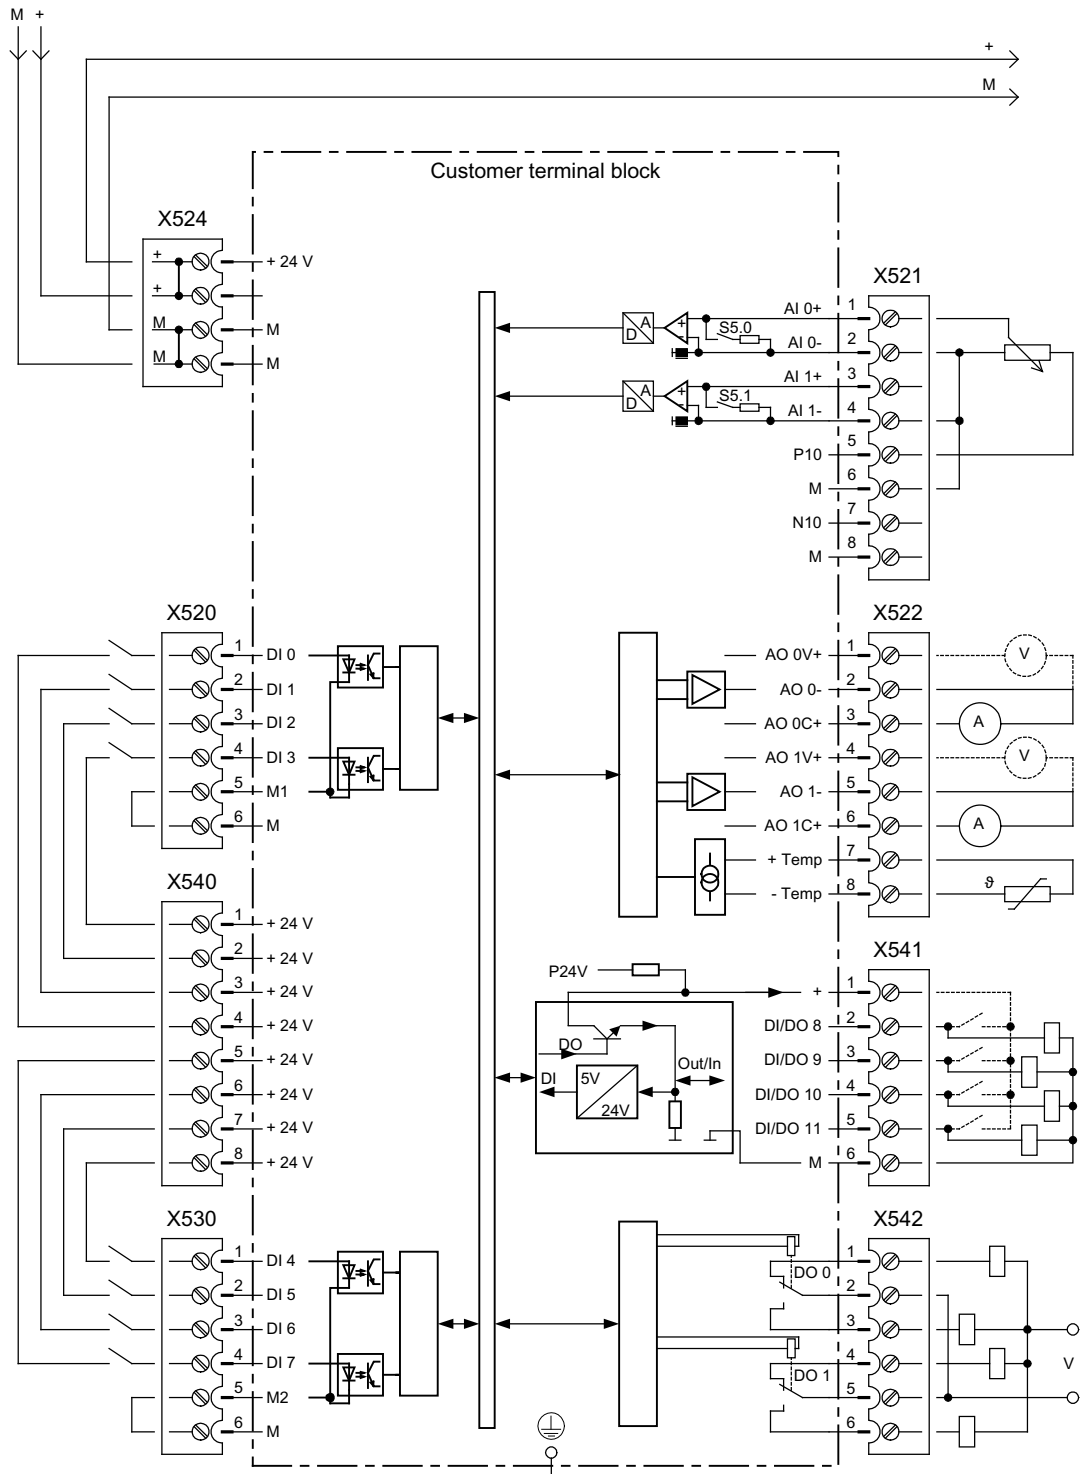 M +
+
M
Customer terminal block
X524
+ + 24 V
+
M M
M M
X521
1 AI 0+
2 AI 0-
3 AI 1+
4 AI 1-
5 P10
6 M
7 N10
8 M
A
D
+
-
S5.0
A
D
+
-
S5.1
X520
1 DI 0
2 DI 1
3 DI 2
4 DI 3
5 M1
6 M
X522
AO 0V+ 1 V
AO 0- 2
AO 0C+ 3 A
AO 1V+ 4 V
AO 1- 5
AO 1C+ 6 A
+ Temp 7
- Temp 8 ϑ
X540
1 + 24 V
2 + 24 V
3 + 24 V
4 + 24 V
5 + 24 V
6 + 24 V
7 + 24 V
8 + 24 V
X541
P24V
+ 1
DI/DO 8 2
DI/DO 9 3
DI/DO 10 4
DI/DO 11 5
M 6
DO
DI
5V
24V
Out/In
X530
1 DI 4
2 DI 5
3 DI 6
4 DI 7
5 M2
6 M
X542
1
DO 0 2
3
4
DO 1 5
6
V